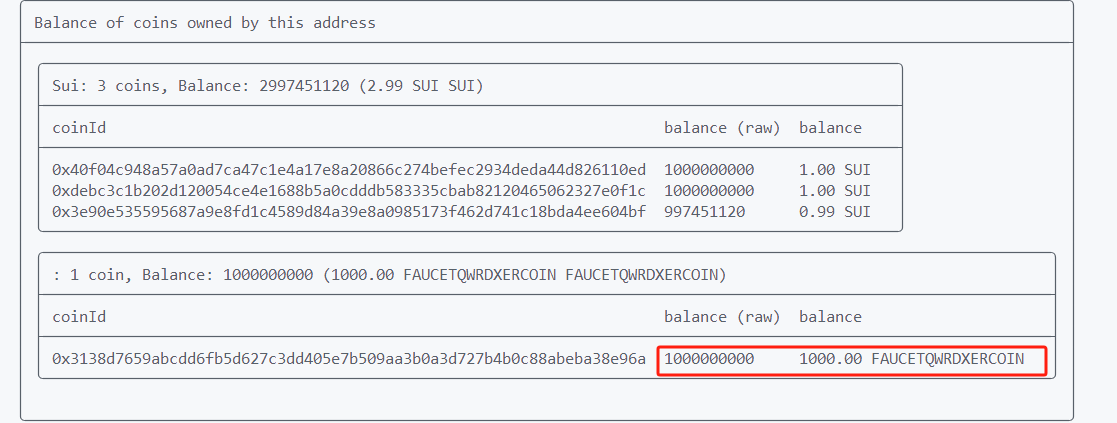 Balance of coins owned by this address
Sui: 3 coins, Balance: 2997451120 (2.99 SUI SUI)
coinId balance (raw) balance
0x40f04c948a57a0ad7ca47c1e4a17e8a20866c274befec2934deda44d826110ed 1000000000 1.00 SUI
0xdebc3c1b202d120054ce4e1688b5a0cdddb583335cbab82120465062327e0f1c 1000000000 1.00 SUI
0x3e90e535595687a9e8fd1c4589d84a39e8a0985173f462d741c18bda4ee604bf 997451120 0.99 SUI
: 1 coin, Balance: 1000000000 (1000.00 FAUCETQWRDXERCOIN FAUCETQWRDXERCOIN)
coinId balance (raw) balance
0x3138d7659abcdd6fb5d627c3dd405e7b509aa3b0a3d727b4b0c88abeba38e96a 1000000000 1000.00 FAUCETQWRDXERCOIN